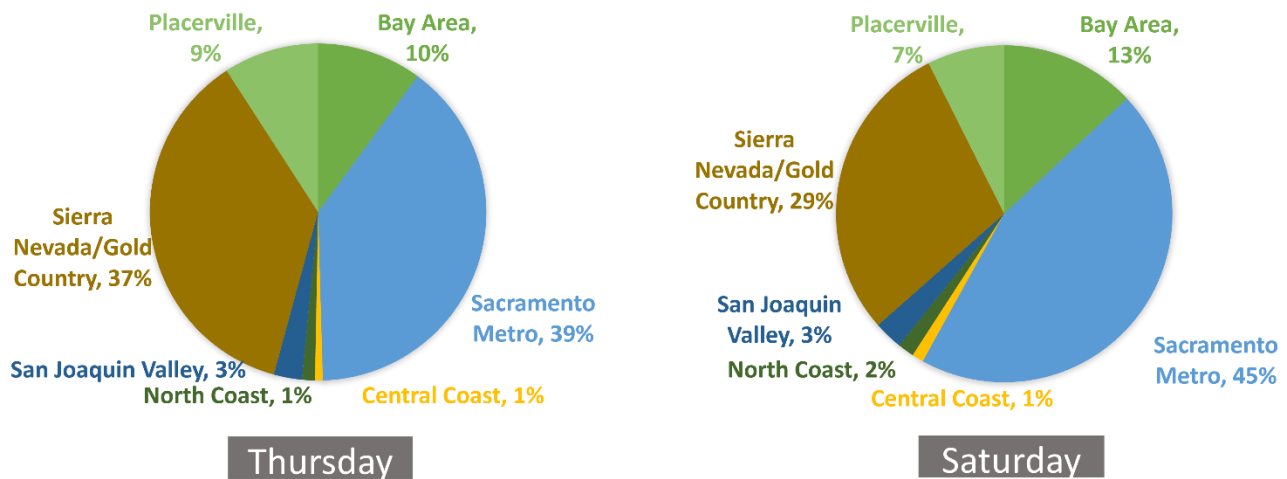 Placerville,
9%
Bay Area,
10%
Sierra
Nevada/Gold
Country, 37%
Sacramento
Metro, 39%
San Joaquin Valley, 3%
North Coast, 1%
Central Coast, 1%
Thursday
Placerville,
7%
Bay Area,
13%
Sierra
Nevada/Gold
Country, 29%
San Joaquin
Valley, 3%
Sacramento
Metro, 45%
North Coast, 2%
Central Coast, 1%
Saturday